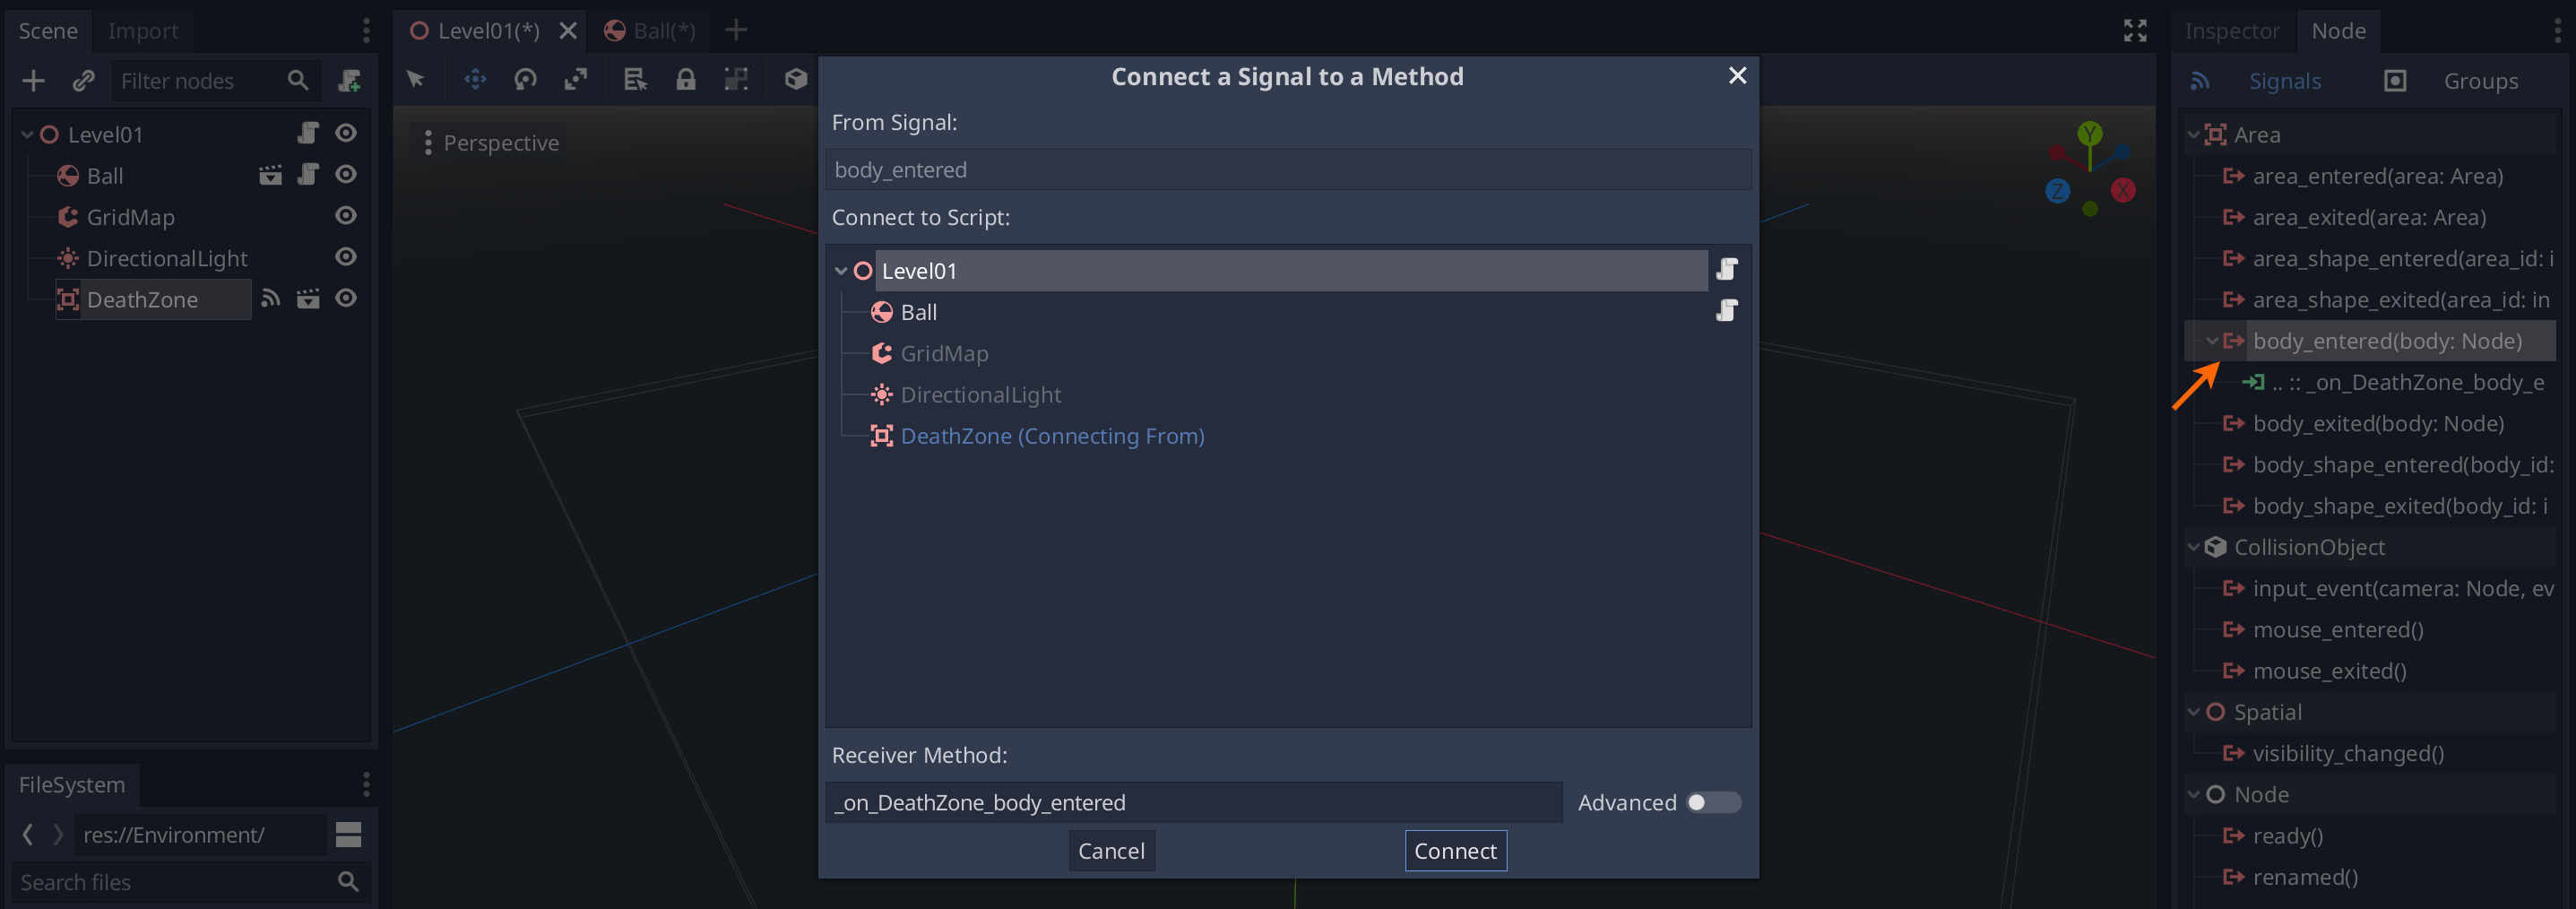 Scene
Import
Level01(*)
Ball(*)
Inspector
Node
Filter nodes
Signals
Groups
Level01
Ball
GridMap
DirectionalLight
DeathZone
Perspective
Y
Z
X
Connect a Signal to a Method
From Signal:
body_entered
Connect to Script:
Level01
Ball
GridMap
DirectionalLight
DeathZone (Connecting From)
Receiver Method:
_on_DeathZone_body_entered
Advanced
Cancel
Connect
Area
area_entered(area: Area)
area_exited(area: Area)
area_shape_entered(area_id: i
area_shape_exited(area_id: in
body_entered(body: Node)
.. :: _on_DeathZone_body_e
body_exited(body: Node)
body_shape_entered(body_id:
body_shape_exited(body_id: i
CollisionObject
input_event(camera: Node, ev
mouse_entered()
mouse_exited()
Spatial
visibility_changed()
Node
ready()
renamed()
FileSystem
res://Environment/
Search files